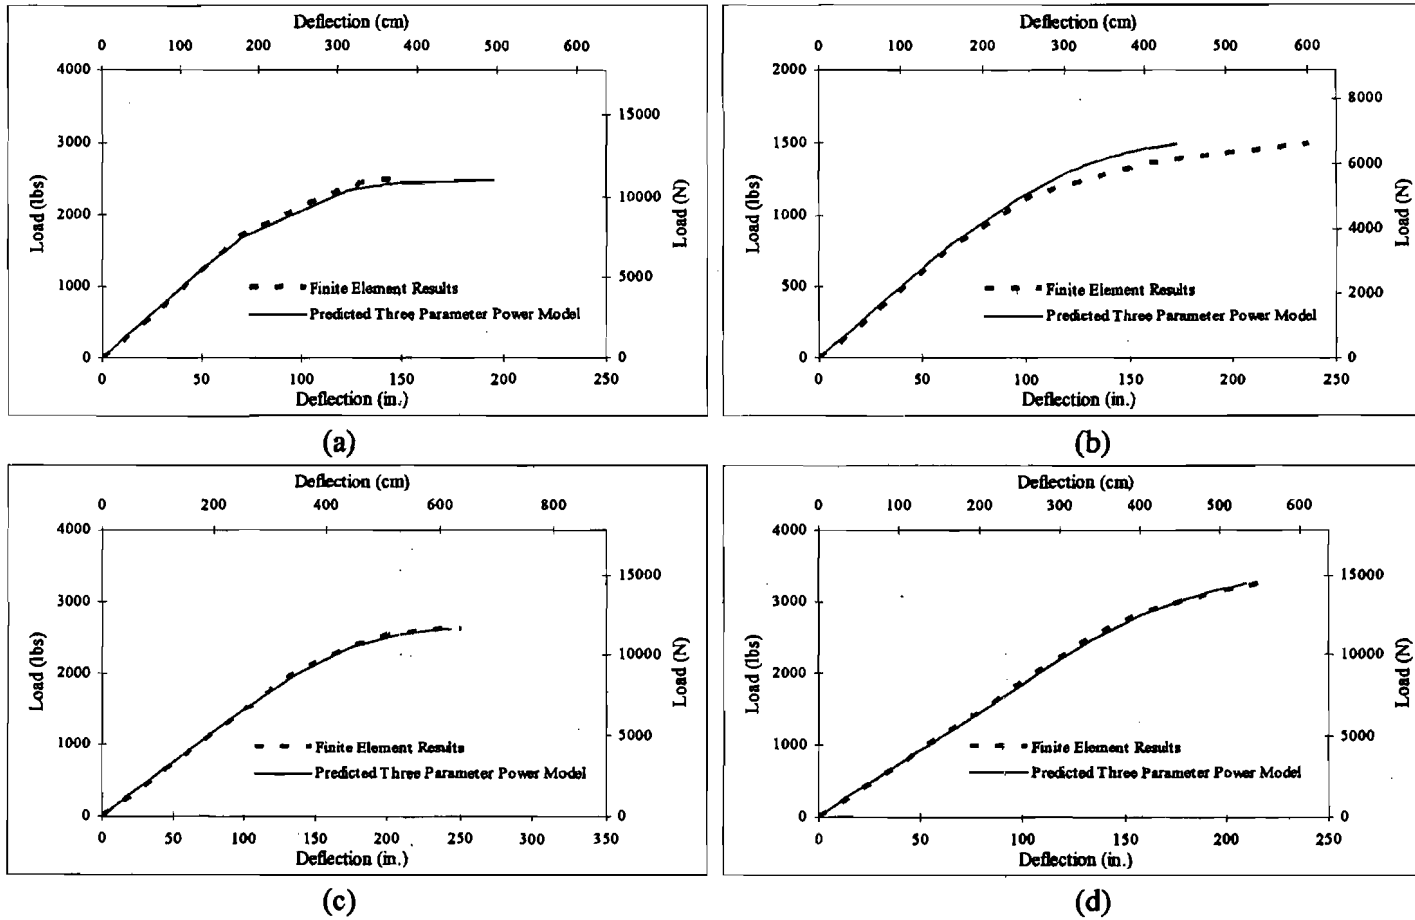 Deflection (cm)
0 100 200 300 400 500 600
4000
3000
2000
1000
0
Load (lbs)
15000
10000
5000
0
Load (N)
Finite Element Results
Predicted Three Parameter Power Model
0 50 100 150 200 250
Deflection (in.)
(a)
Deflection (cm)
0 100 200 300 400 500 600
2000
1500
1000
500
0
Load (lbs)
8000
6000
4000
2000
0
Load (N)
Finite Element Results
Predicted Three Parameter Power Model
0 50 100 150 200 250
Deflection (in.)
(b)
Deflection (cm)
0 200 400 600 800
4000
3000
2000
1000
0
Load (lbs)
15000
10000
5000
0
Load (N)
Finite Element Results
Predicted Three Parameter Power Model
0 50 100 150 200 250 300 350
Deflection (in.)
(c)
Deflection (cm)
0 100 200 300 400 500 600
4000
3000
2000
1000
0
Load (lbs)
15000
10000
5000
0
Load (N)
Finite Element Results
Predicted Three Parameter Power Model
0 50 100 150 200 250
Deflection (in.)
(d)